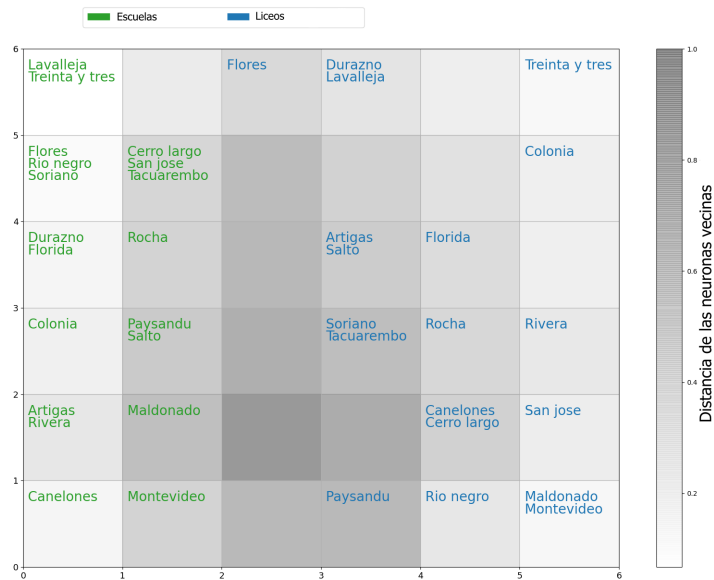 Escuelas
Liceos
6
5
4
3
2
1
0
Lavalleja
Treinta y tres
Flores
Durazno
Lavalleja
Treinta y tres
Flores
Rio negro
Soriano
Cerro largo
San jose
Tacuarembo
Colonia
Durazno
Florida
Rocha
Artigas
Salto
Florida
Colonia
Paysandu
Salto
Soriano
Tacuarembo
Rocha
Rivera
Artigas
Rivera
Maldonado
Canelones
Cerro largo
San jose
Canelones
Montevideo
Paysandu
Rio negro
Maldonado
Montevideo
0 1 2 3 4 5 6
1.0
0.8
0.6
0.4
0.2
Distancia de las neuronas vecinas